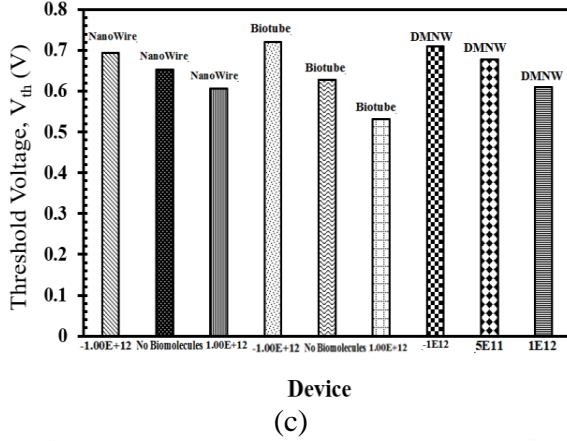 Threshold Voltage, Vth (V)
0.8
0.7
0.6
0.5
0.4
0.3
0.2
0.1
0
NanoWire
NanoWire
NanoWire
Biotube
Biotube
Biotube
DMNW
DMNW
DMNW
-1.00E+12
No Biomolecules
1.00E+12
-1.00E+12
No Biomolecules
1.00E+12
-1E12
5E11
1E12
Device
(c)